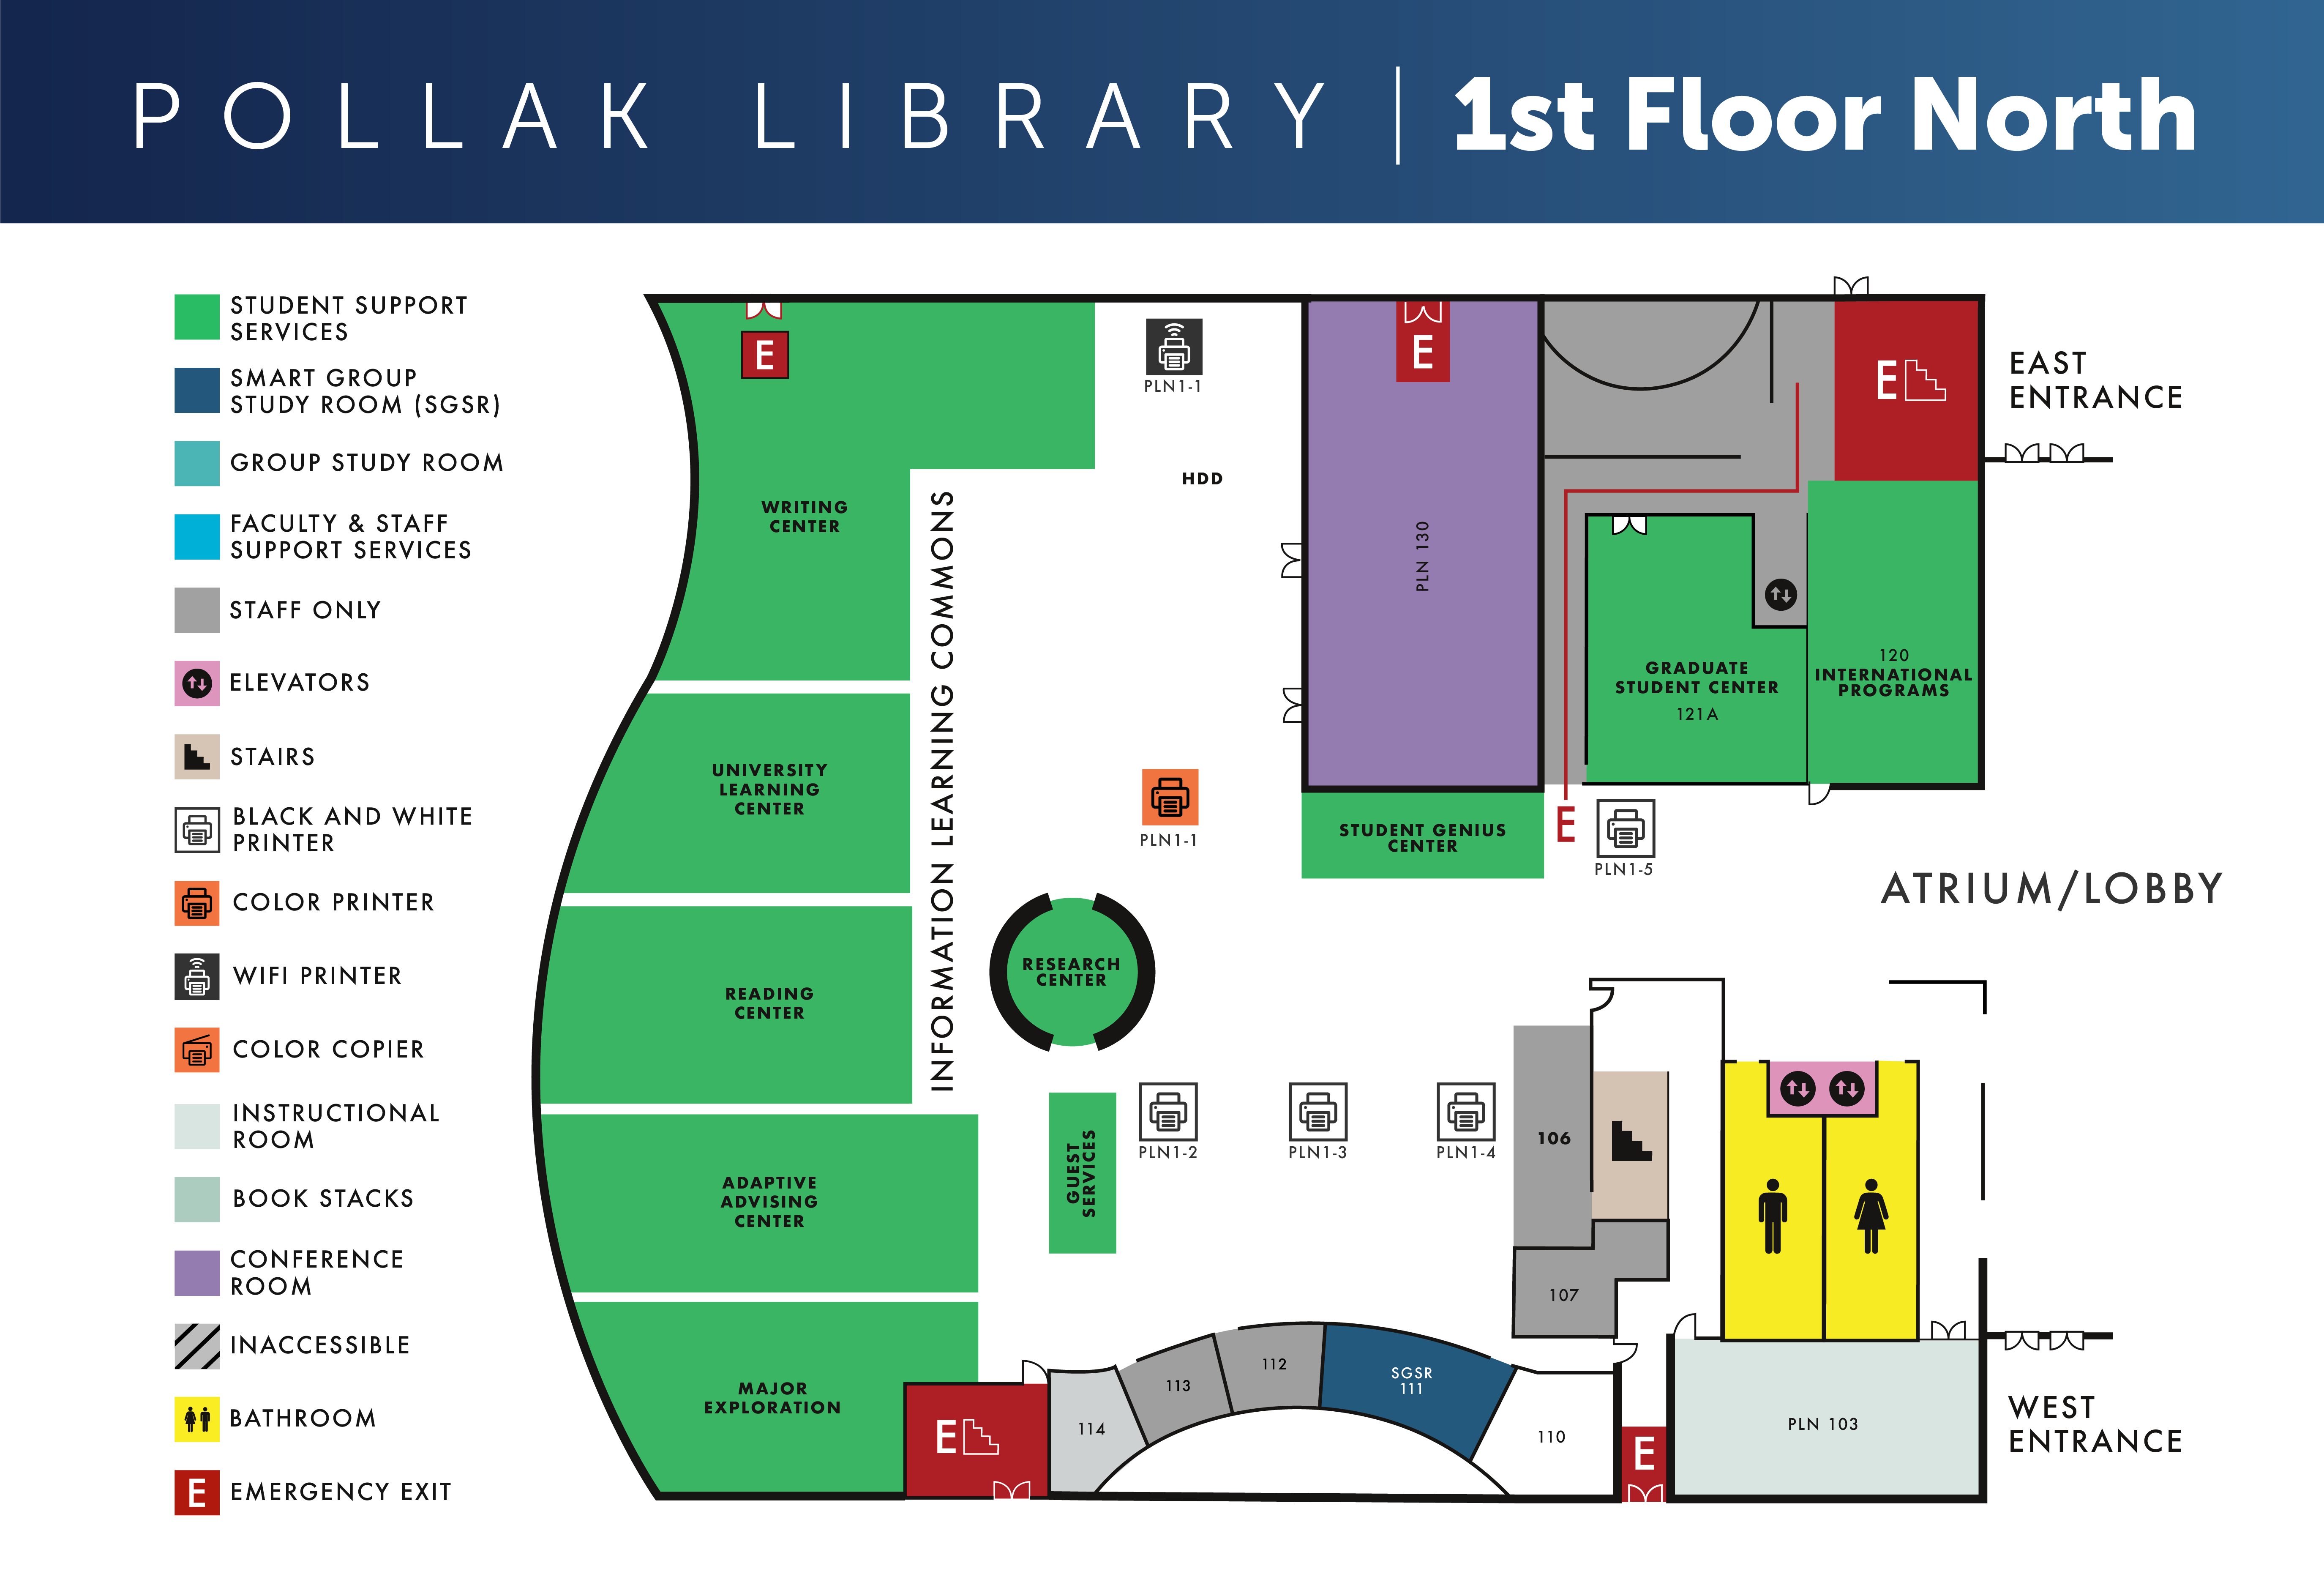 POLLAK LIBRARY | 1st Floor North
STUDENT SUPPORT
SERVICES
SMART GROUP
STUDY ROOM (SGSR)
GROUP STUDY ROOM
FACULTY & STAFF
SUPPORT SERVICES
STAFF ONLY
ELEVATORS
STAIRS
BLACK AND WHITE
PRINTER
COLOR PRINTER
WIFI PRINTER
COLOR COPIER
INSTRUCTIONAL
ROOM
BOOK STACKS
CONFERENCE
ROOM
INACCESSIBLE
BATHROOM
E EMERGENCY EXIT
E
WRITING
CENTER
UNIVERSITY
LEARNING
CENTER
READING
CENTER
ADAPTIVE
ADVISING
CENTER
MAJOR
EXPLORATION
INFORMATION LEARNING COMMONS
PLN1-1
HDD
PLN1-1
RESEARCH
CENTER
GUEST
SERVICES
PLN1-2
PLN1-3
PLN1-4
E
PLN 130
STUDENT GENIUS
CENTER
E
PLN1-5
GRADUATE
STUDENT CENTER
121A
E
120
INTERNATIONAL
PROGRAMS
EAST
ENTRANCE
ATRIUM/LOBBY
106
107
E
114
113
112
SGSR
111
110
E
PLN 103
WEST
ENTRANCE